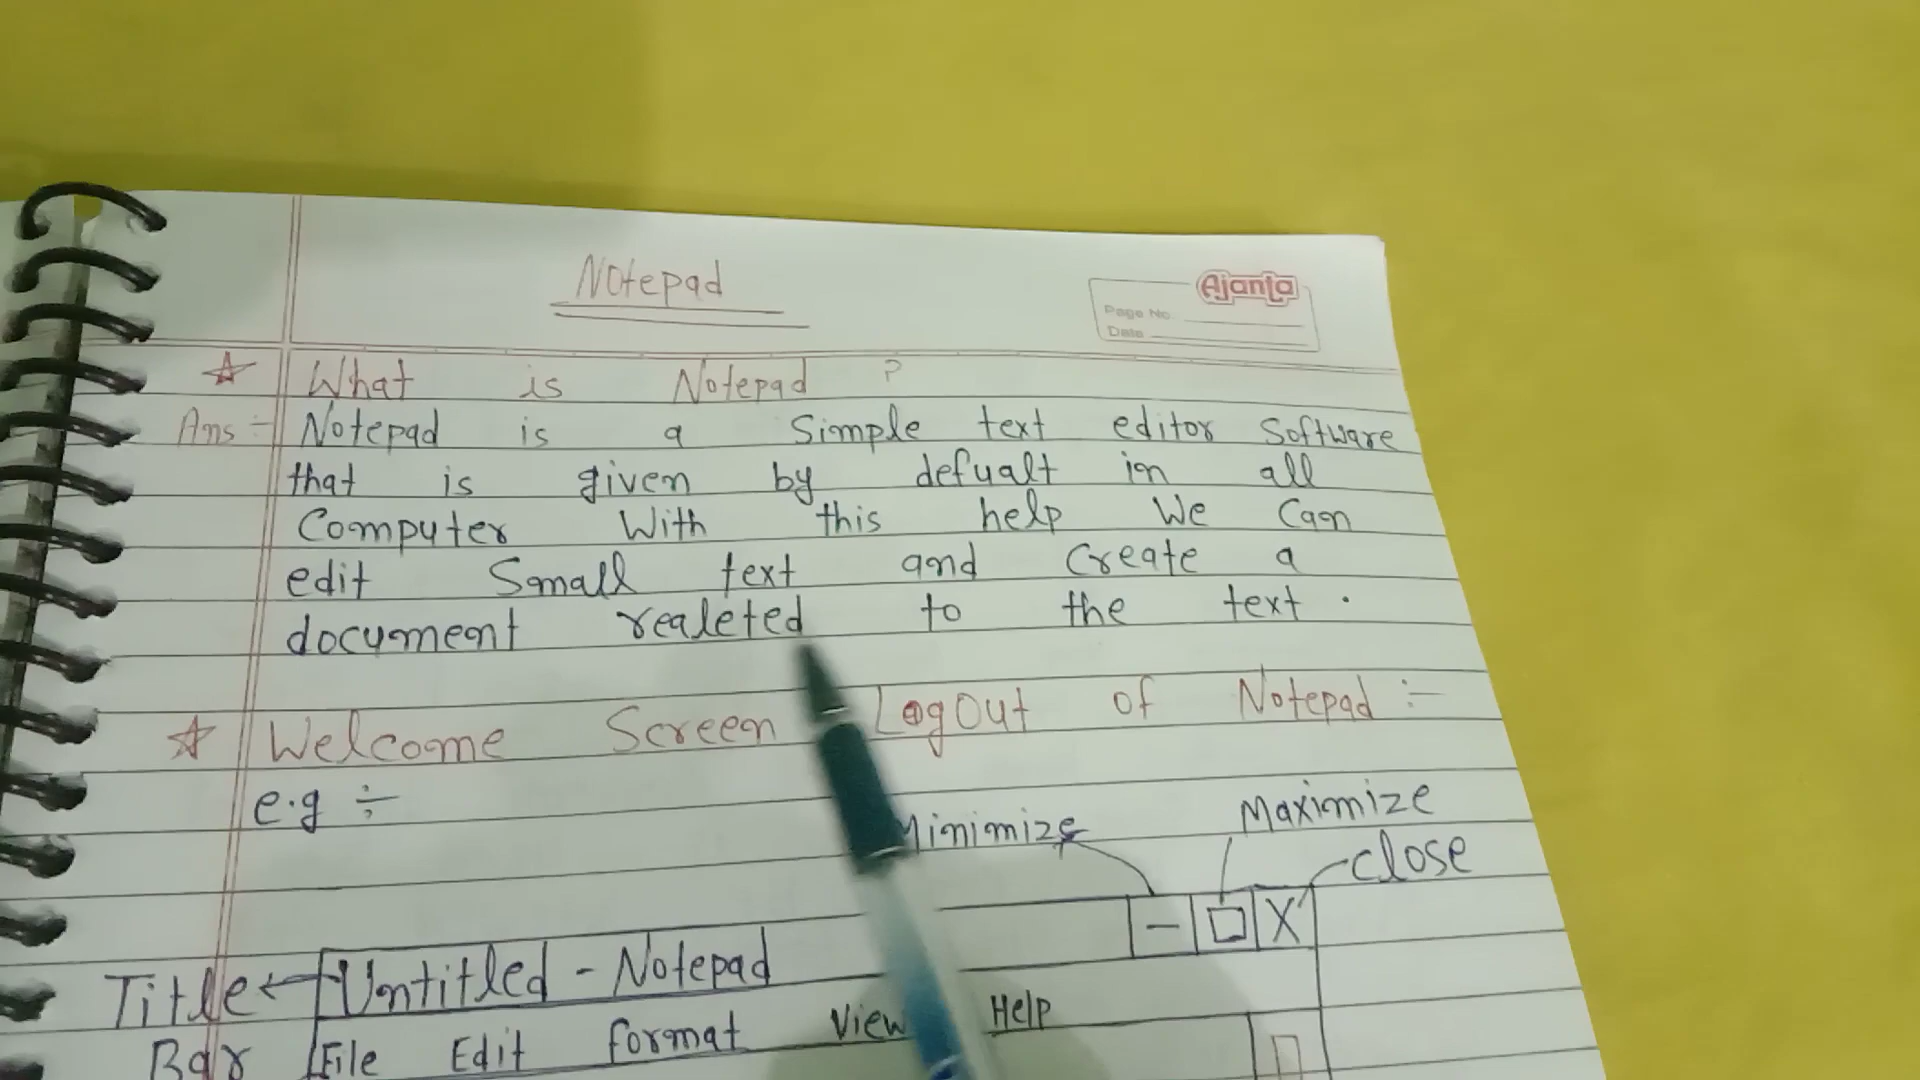 Notepad
Ajanta
Page No.
Date
What is Notepad ?
Ans :- Notepad is a Simple text editor Software
that is given by defualt in all
Computer With this help We Can
edit Small text and Create a
document realeted to the text .
Welcome Screen LogOut of Notepad :-
e.g :-
Minimize Maximize
Close
- X
Title Untitled - Notepad
Bar File Edit Format View Help